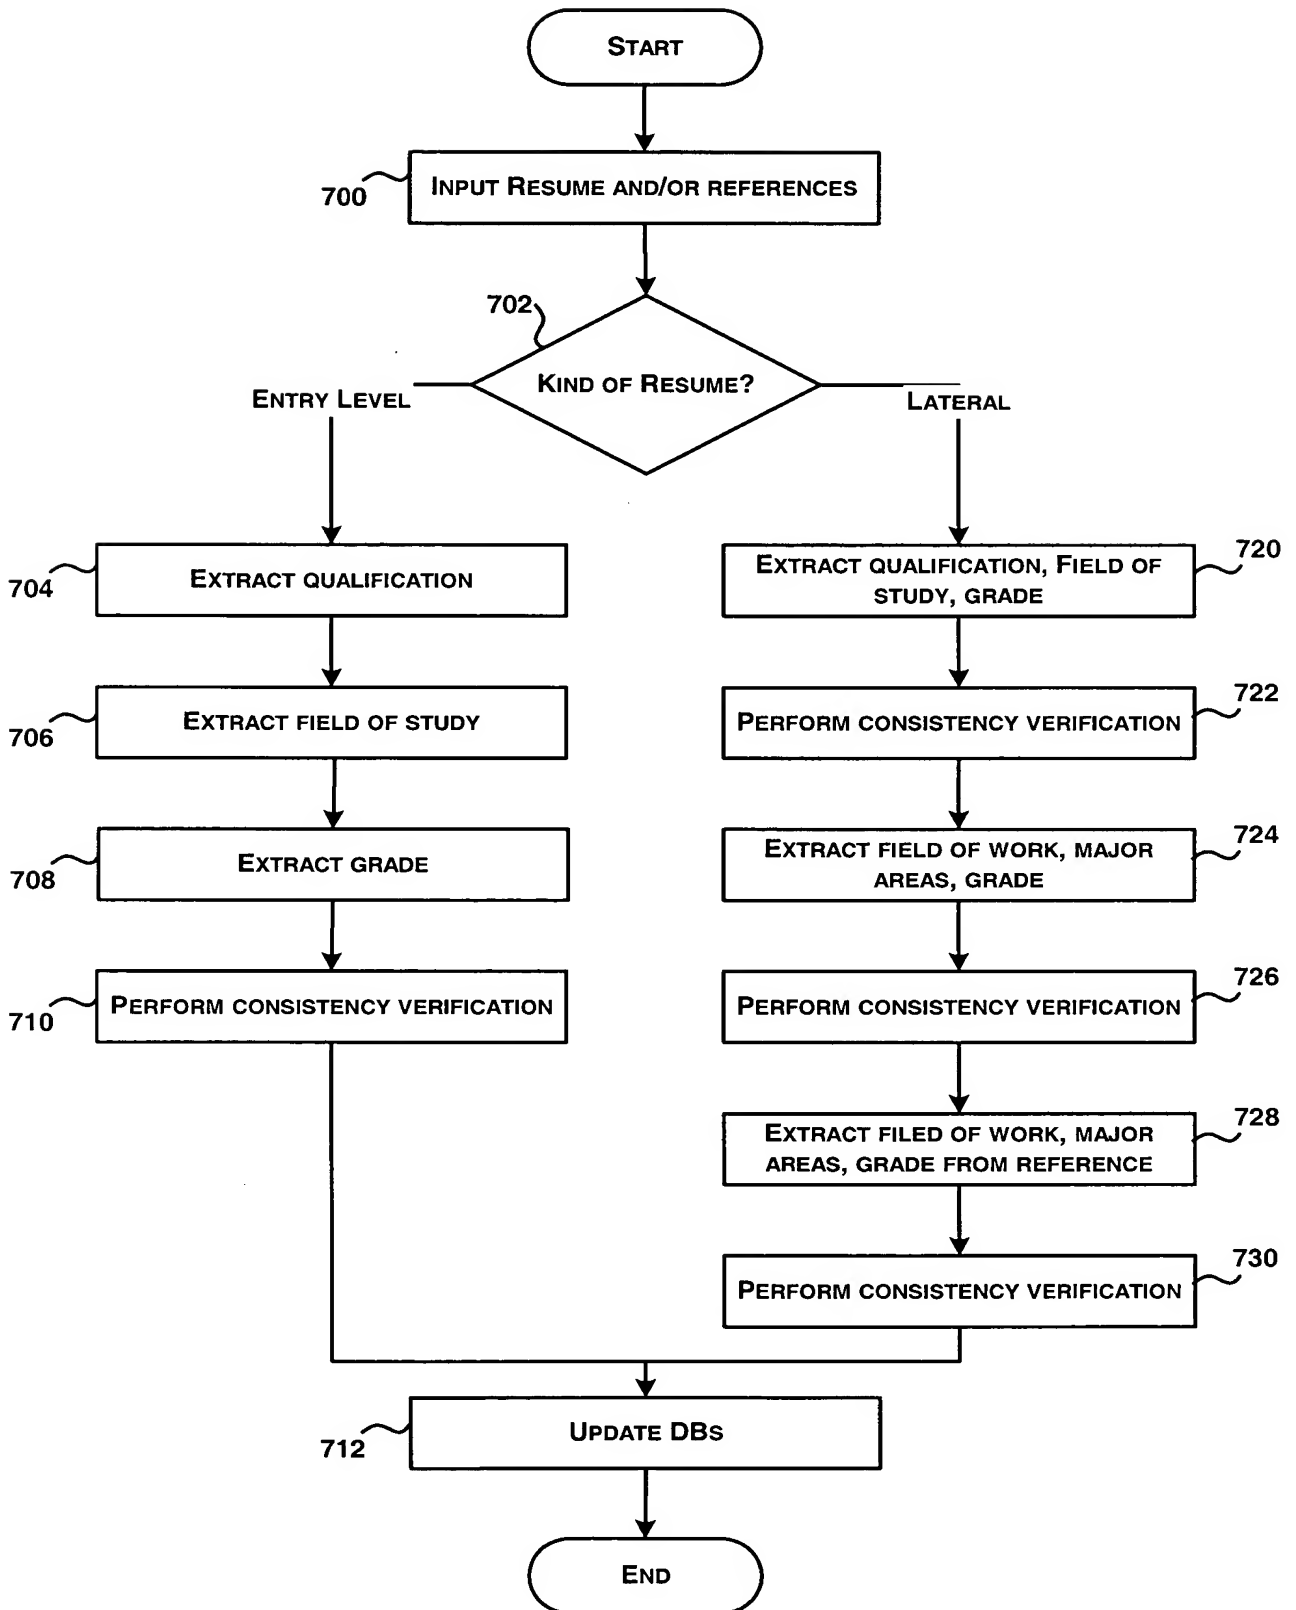 START
700
INPUT RESUME AND/OR REFERENCES
702
KIND OF RESUME?
ENTRY LEVEL
LATERAL
704
EXTRACT QUALIFICATION
706
EXTRACT FIELD OF STUDY
708
EXTRACT GRADE
710
PERFORM CONSISTENCY VERIFICATION
720
EXTRACT QUALIFICATION, FIELD OF
STUDY, GRADE
722
PERFORM CONSISTENCY VERIFICATION
724
EXTRACT FIELD OF WORK, MAJOR
AREAS, GRADE
726
PERFORM CONSISTENCY VERIFICATION
728
EXTRACT FILED OF WORK, MAJOR
AREAS, GRADE FROM REFERENCE
730
PERFORM CONSISTENCY VERIFICATION
712
UPDATE DBS
END